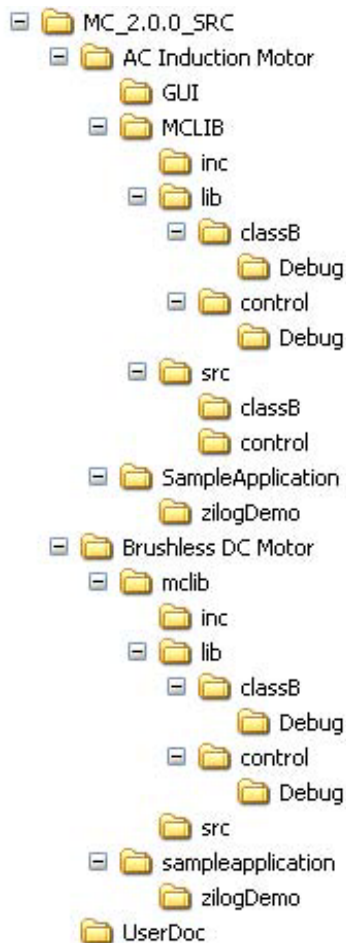 MC_2.0.0_SRC
AC Induction Motor
GUI
MCLIB
inc
lib
classB
Debug
control
Debug
src
classB
control
SampleApplication
zilogDemo
Brushless DC Motor
mclib
inc
lib
classB
Debug
control
Debug
src
sampleapplication
zilogDemo
UserDoc